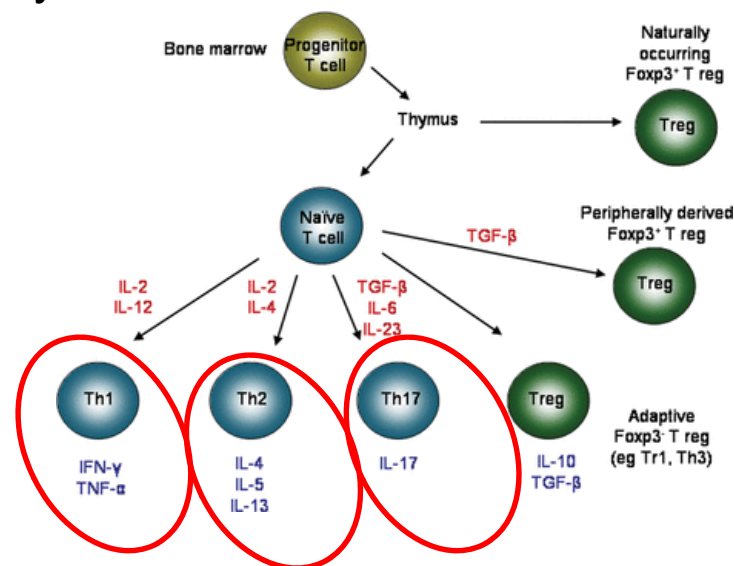 Bone marrow
Progenitor
T cell
Naturally
occurring
Foxp3⁺ T reg
Thymus
Treg
Naïve
T cell
TGF-β
Peripherally derived
Foxp3⁺ T reg
Treg
IL-2
IL-12
IL-2
IL-4
TGF-β
IL-6
IL-23
Th1
Th2
Th17
Treg
Adaptive
Foxp3⁻ T reg
(eg Tr1, Th3)
IFN-γ
TNF-α
IL-4
IL-5
IL-13
IL-17
IL-10
TGF-β